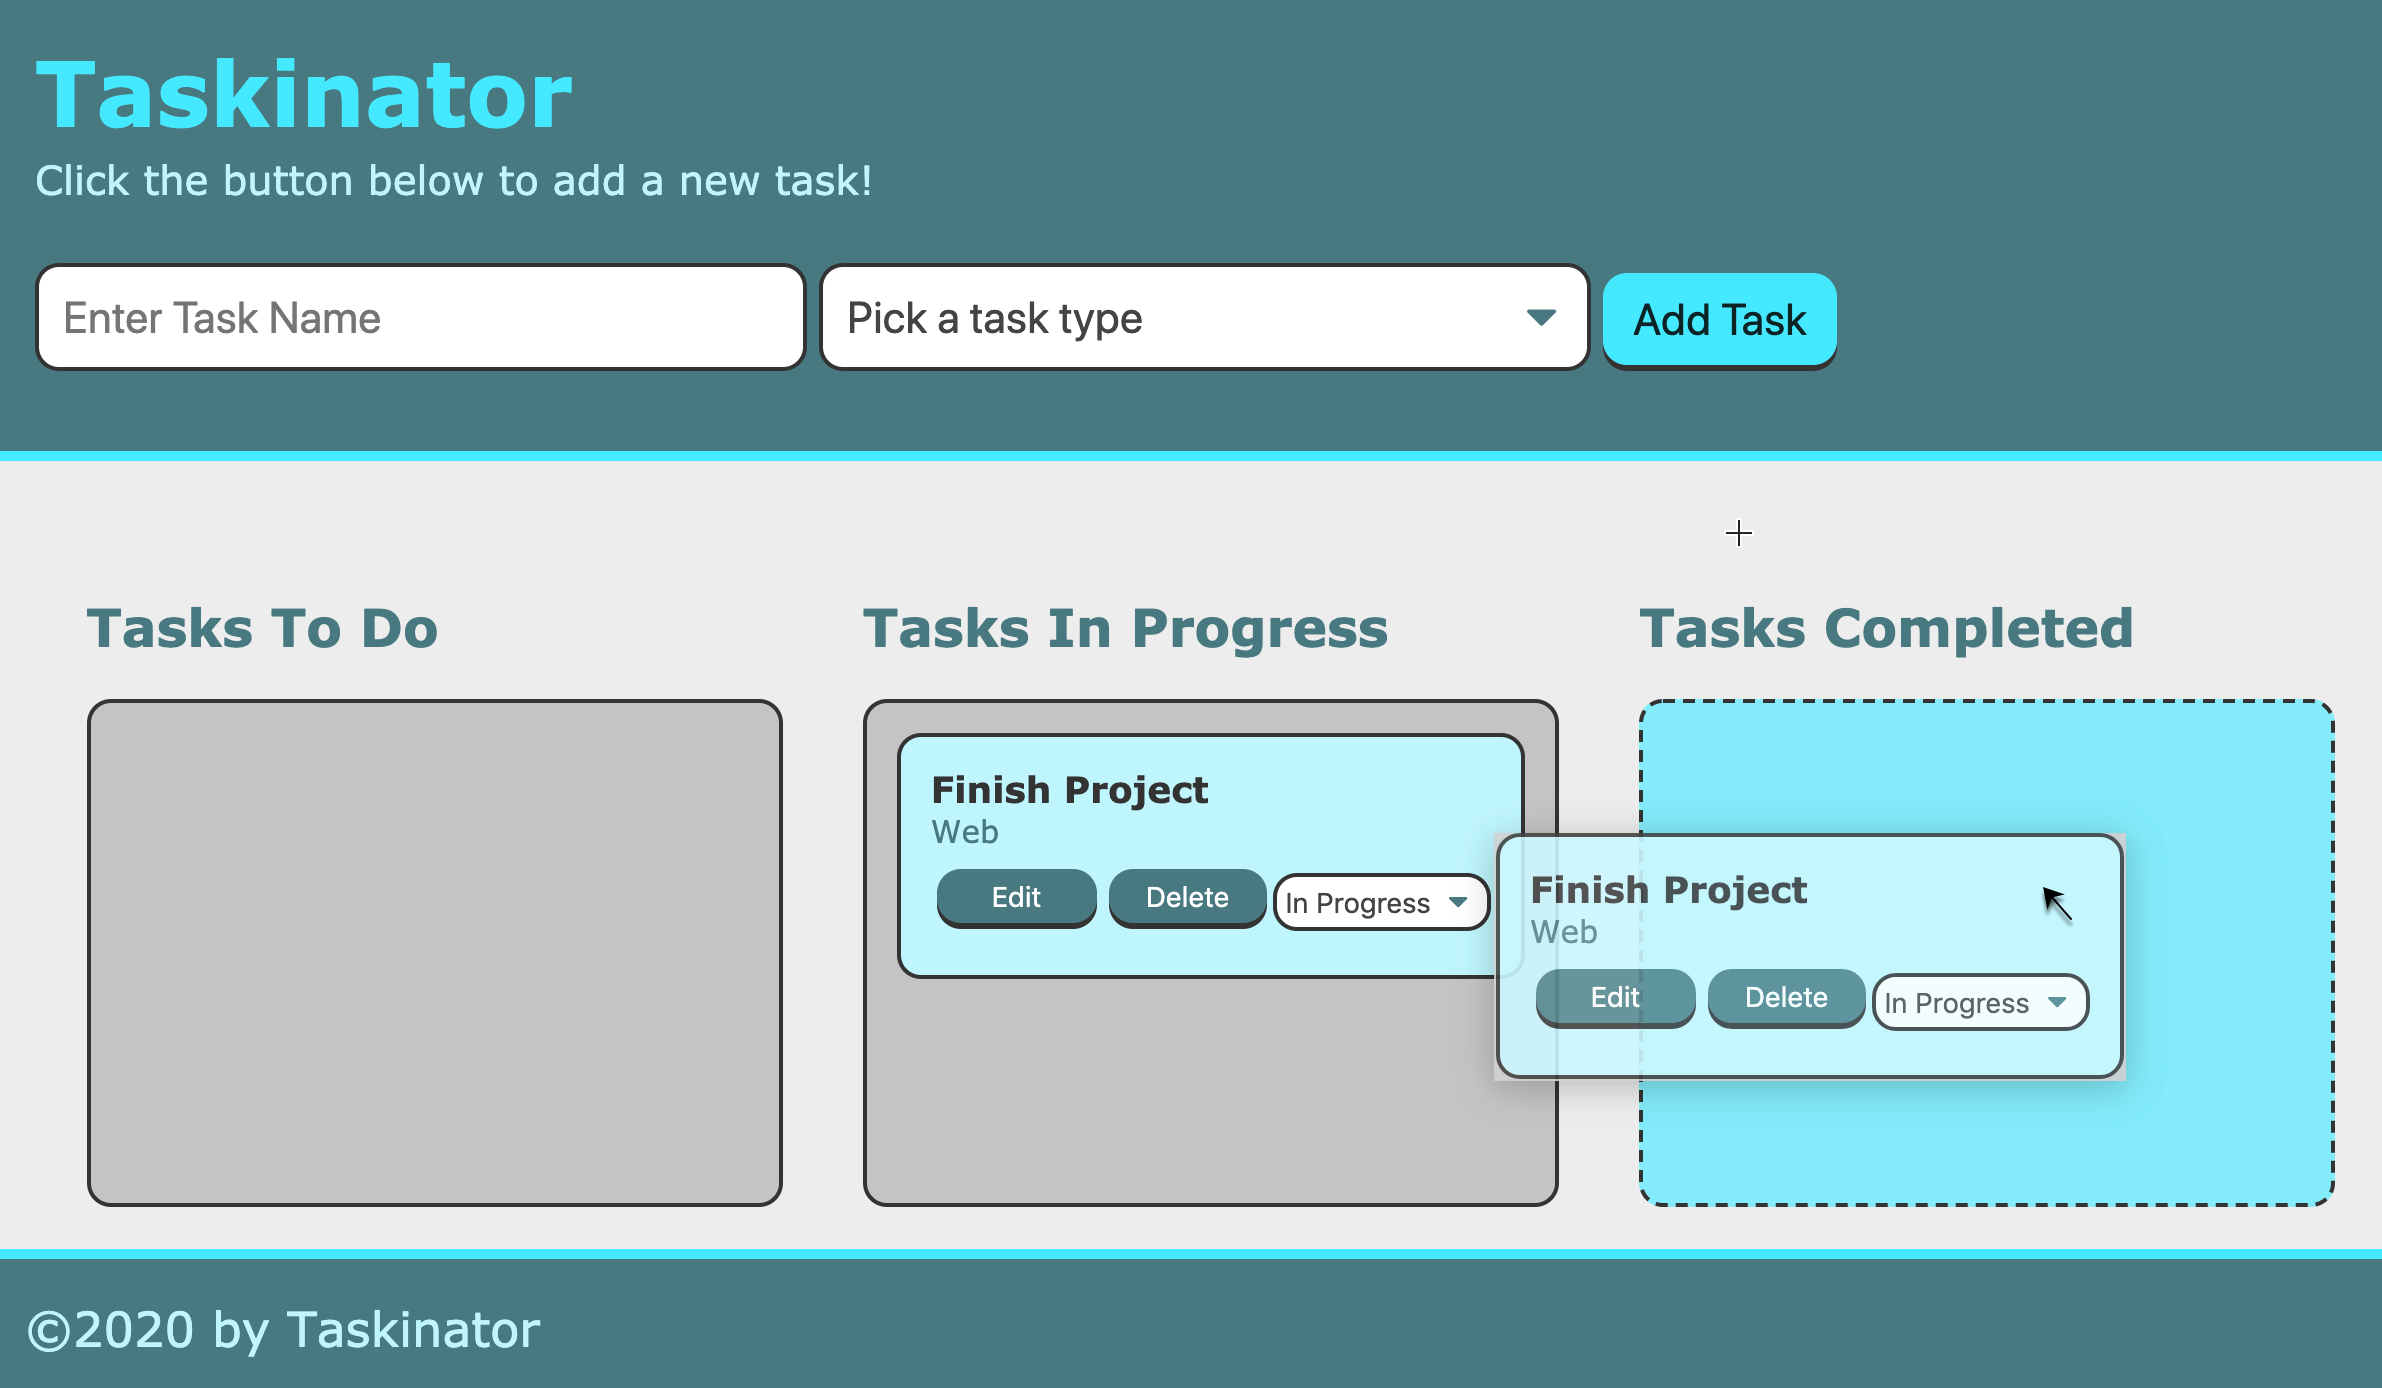 Taskinator
Click the button below to add a new task!
Enter Task Name
Pick a task type
Add Task
Tasks To Do
Tasks In Progress
Tasks Completed
Finish Project
Web
Edit
Delete
In Progress
Finish Project
Web
Edit
Delete
In Progress
©2020 by Taskinator